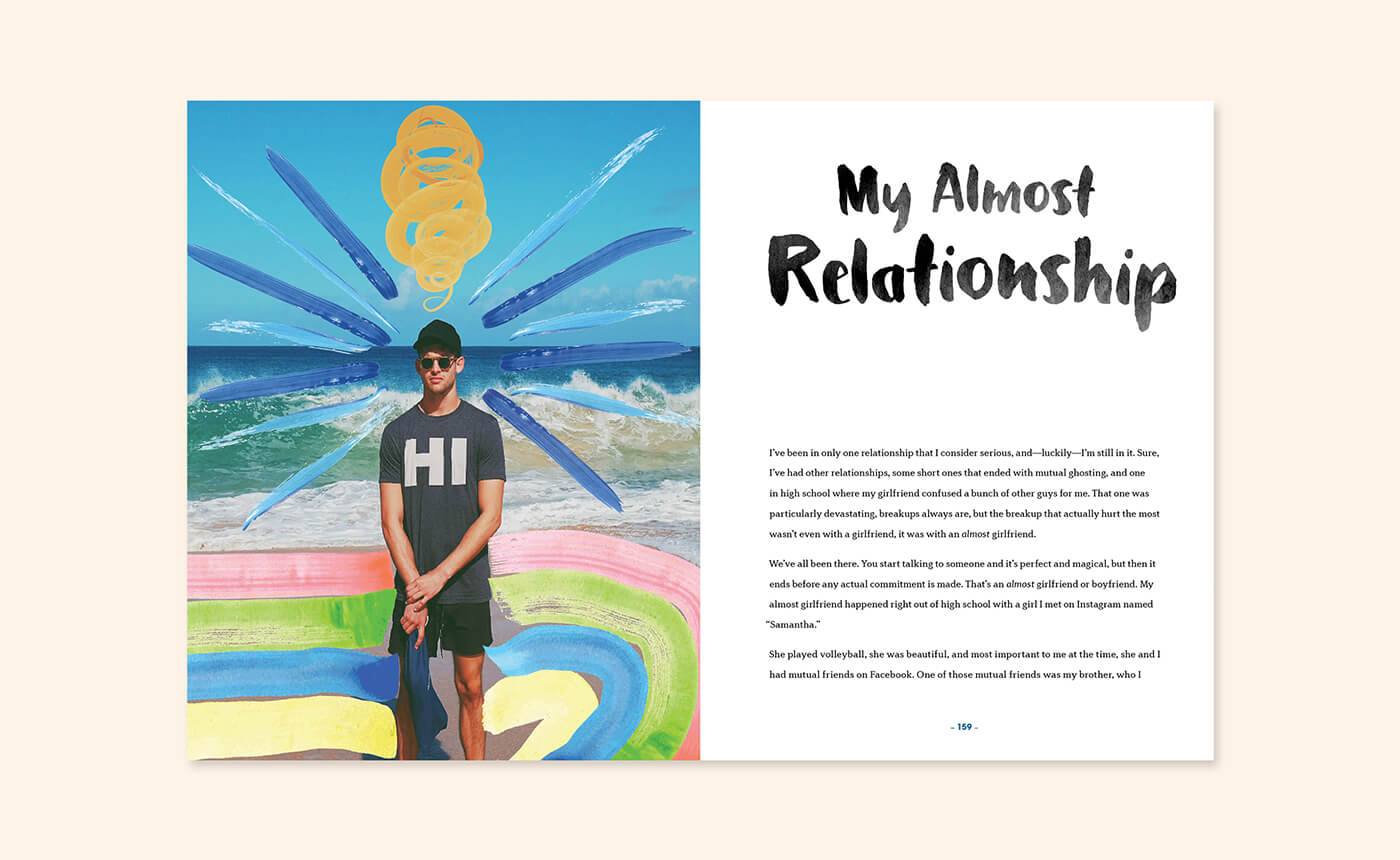 HI
My Almost
Relationship
I’ve been in only one relationship that I consider serious, and—luckily—I’m still in it. Sure,
I’ve had other relationships, some short ones that ended with mutual ghosting, and one
in high school where my girlfriend confused a bunch of other guys for me. That one was
particularly devastating, breakups always are, but the breakup that actually hurt the most
wasn’t even with a girlfriend, it was with an almost girlfriend.
We’ve all been there. You start talking to someone and it’s perfect and magical, but then it
ends before any actual commitment is made. That’s an almost girlfriend or boyfriend. My
almost girlfriend happened right out of high school with a girl I met on Instagram named
“Samantha.”
She played volleyball, she was beautiful, and most important to me at the time, she and I
had mutual friends on Facebook. One of those mutual friends was my brother, who I
– 159 –